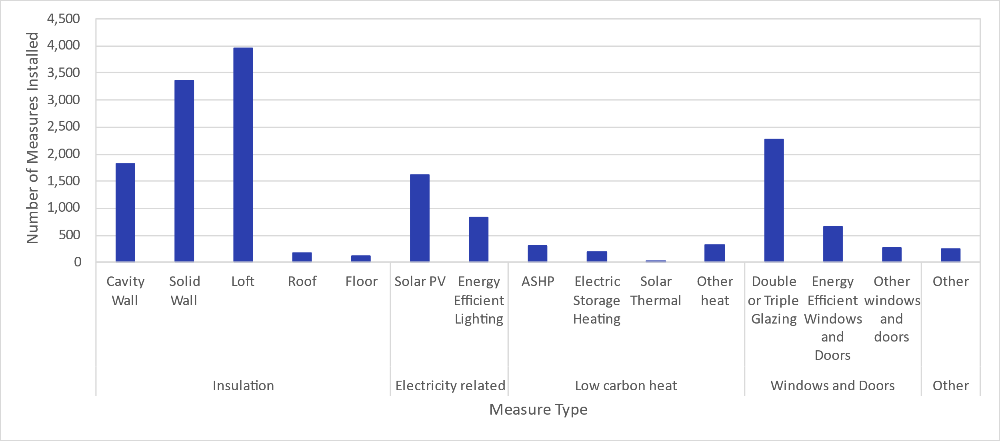 Number of Measures Installed
4,500
4,000
3,500
3,000
2,500
2,000
1,500
1,000
500
0
Cavity
Wall
Solid
Wall
Loft
Roof
Floor
Solar PV
Energy
Efficient
Lighting
ASHP
Electric
Storage
Heating
Solar
Thermal
Other
heat
Double
or Triple
Glazing
Energy
Efficient
Windows
and
Doors
Other
windows
and
doors
Other
Insulation
Electricity related
Low carbon heat
Windows and Doors
Other
Measure Type